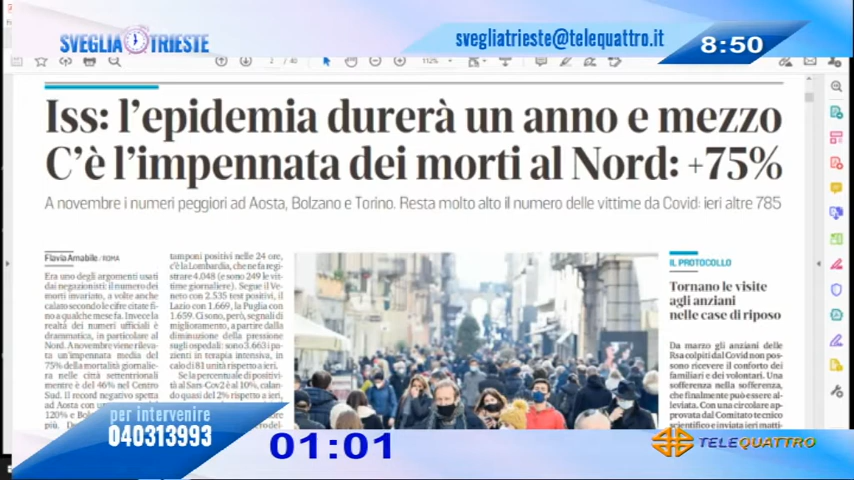 SVEGLIA TRIESTE
svegliatrieste@telequattro.it
8:50
2 / 40
112%
Iss: l'epidemia durerà un anno e mezzo
C'è l'impennata dei morti al Nord: +75%
A novembre i numeri peggiori ad Aosta, Bolzano e Torino. Resta molto alto il numero delle vittime da Covid: ieri altre 785
Flavia Amabile / ROMA
Era uno degli argomenti usati
dai negazionisti: il numero dei
morti invariato, a volte anche
calato secondo le cifre citate fi-
no a qualche mese fa. Invece la
realtà dei numeri ufficiali è
drammatica, in particolare al
Nord. A novembre viene rileva-
ta un'impennata media del
75% della mortalità giornalie-
ra nelle città settentrionali
mentre è del 46% nel Centro
Sud. Il record negativo spetta
ad Aosta con un
120% e Bol
più. D
tamponi positivi nelle 24 ore,
c'è la Lombardia, che ne fa regi-
strare 4.048 (e sono 249 le vit-
time giornaliere). Segue il Ve-
neto con 2.535 test positivi, il
Lazio con 1.669, la Puglia con
1.659. Ci sono, però, segnali di
miglioramento, a partire dalla
diminuzione della pressione
sugli ospedali: sono 3.663 i pa-
zienti in terapia intensiva, in
calo di 81 unità rispetto a ieri.
Se la percentuale di positivi-
tà al Sars-Cov2 è al 10%, calan-
do quasi del 2% rispetto a ieri,
IL PROTOCOLLO
Tornano le visite
agli anziani
nelle case di riposo
Da marzo gli anziani delle
Rsa colpiti dal Covid non pos-
sono ricevere il conforto dei
familiari e dei volontari. Una
sofferenza nella sofferenza,
che finalmente può essere al-
leviata. Con una circolare
approvata dal Comitato tecnico
scientifico e inviata ieri matti-
per intervenire
040313993
01:01
TELEQUATTRO